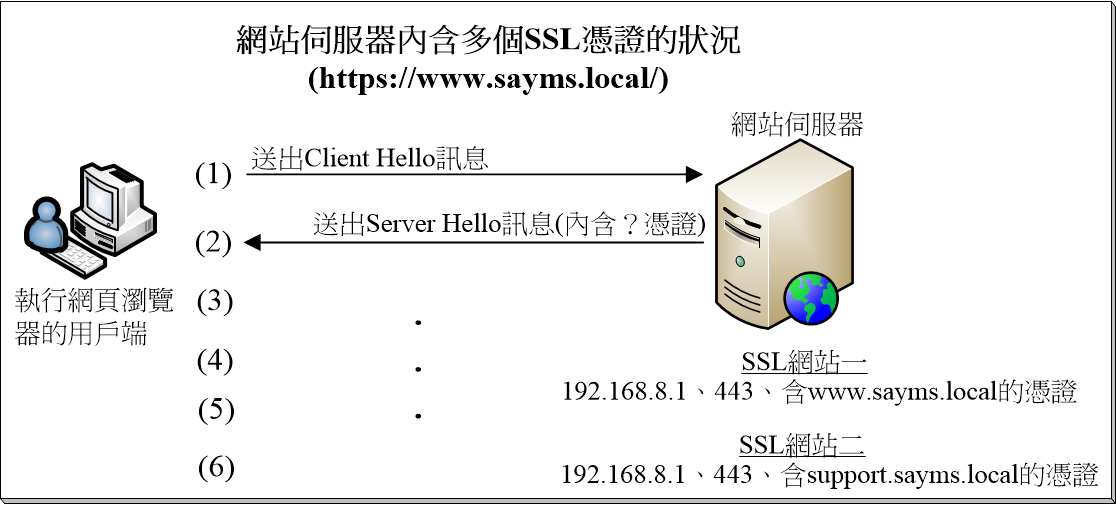 網站伺服器內含多個SSL憑證的狀況
(https://www.sayms.local/)
網站伺服器
(1)
送出Client Hello訊息
(2)
送出Server Hello訊息(內含？憑證)
執行網頁瀏覽
器的用戶端
(3)
(4)
(5)
(6)
SSL網站一
192.168.8.1、443、含www.sayms.local的憑證
SSL網站二
192.168.8.1、443、含support.sayms.local的憑證